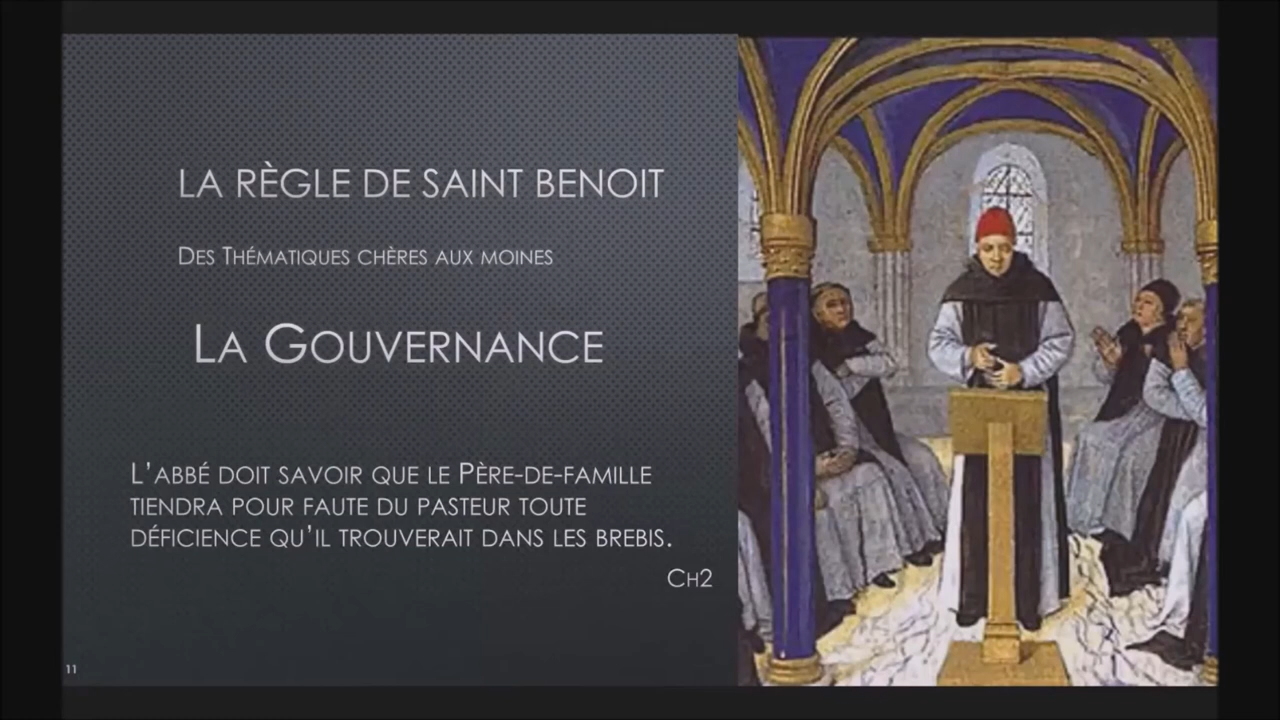 LA RÈGLE DE SAINT BENOIT
DES THÉMATIQUES CHÈRES AUX MOINES
LA GOUVERNANCE
L'ABBÉ DOIT SAVOIR QUE LE PÈRE-DE-FAMILLE
TIENDRA POUR FAUTE DU PASTEUR TOUTE
DÉFICIENCE QU'IL TROUVERAIT DANS LES BREBIS.
CH2
11